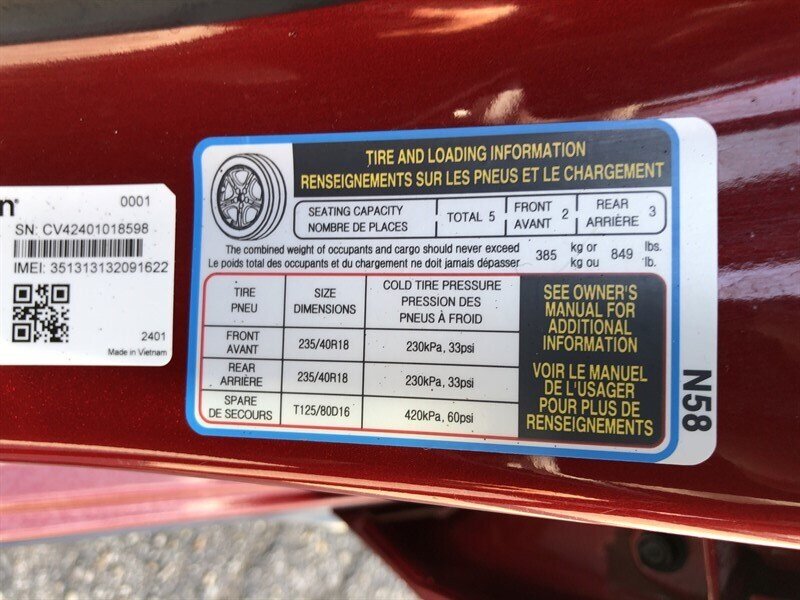 n®
0001
SN: CV42401018598
IMEI: 351313132091622
2401
Made in Vietnam
TIRE AND LOADING INFORMATION
RENSEIGNEMENTS SUR LES PNEUS ET LE CHARGEMENT
SEATING CAPACITY
NOMBRE DE PLACES
TOTAL 5
FRONT
AVANT 2
REAR
ARRIÈRE 3
The combined weight of occupants and cargo should never exceed 385 kg or 849 lbs.
Le poids total des occupants et du chargement ne doit jamais dépasser kg ou lb.
TIRE
PNEU
SIZE
DIMENSIONS
COLD TIRE PRESSURE
PRESSION DES
PNEUS À FROID
FRONT
AVANT
235/40R18
230kPa, 33psi
REAR
ARRIÈRE
235/40R18
230kPa, 33psi
SPARE
DE SECOURS
T125/80D16
420kPa, 60psi
SEE OWNER'S
MANUAL FOR
ADDITIONAL
INFORMATION
VOIR LE MANUEL
DE L'USAGER
POUR PLUS DE
RENSEIGNEMENTS
N58